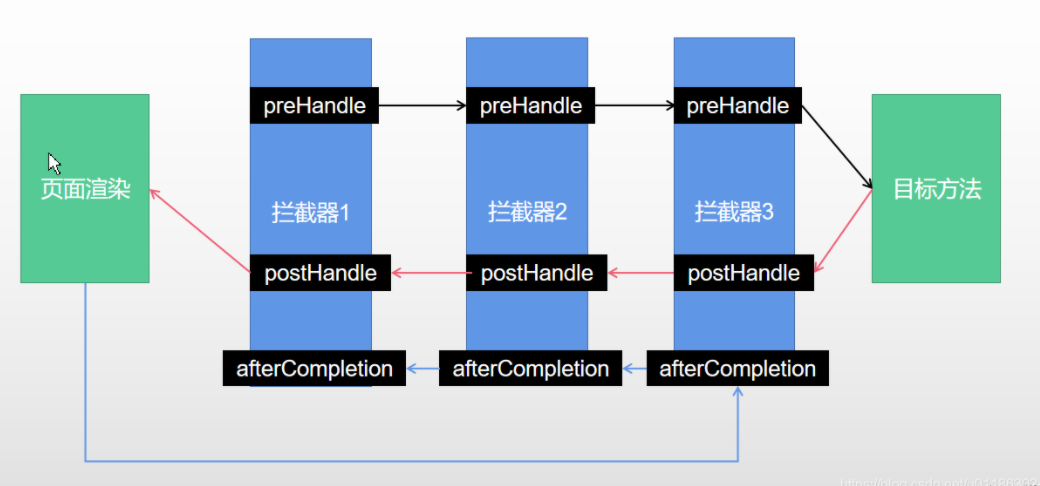 preHandle
preHandle
preHandle
页面渲染
拦截器1
拦截器2
拦截器3
目标方法
postHandle
postHandle
postHandle
afterCompletion
afterCompletion
afterCompletion